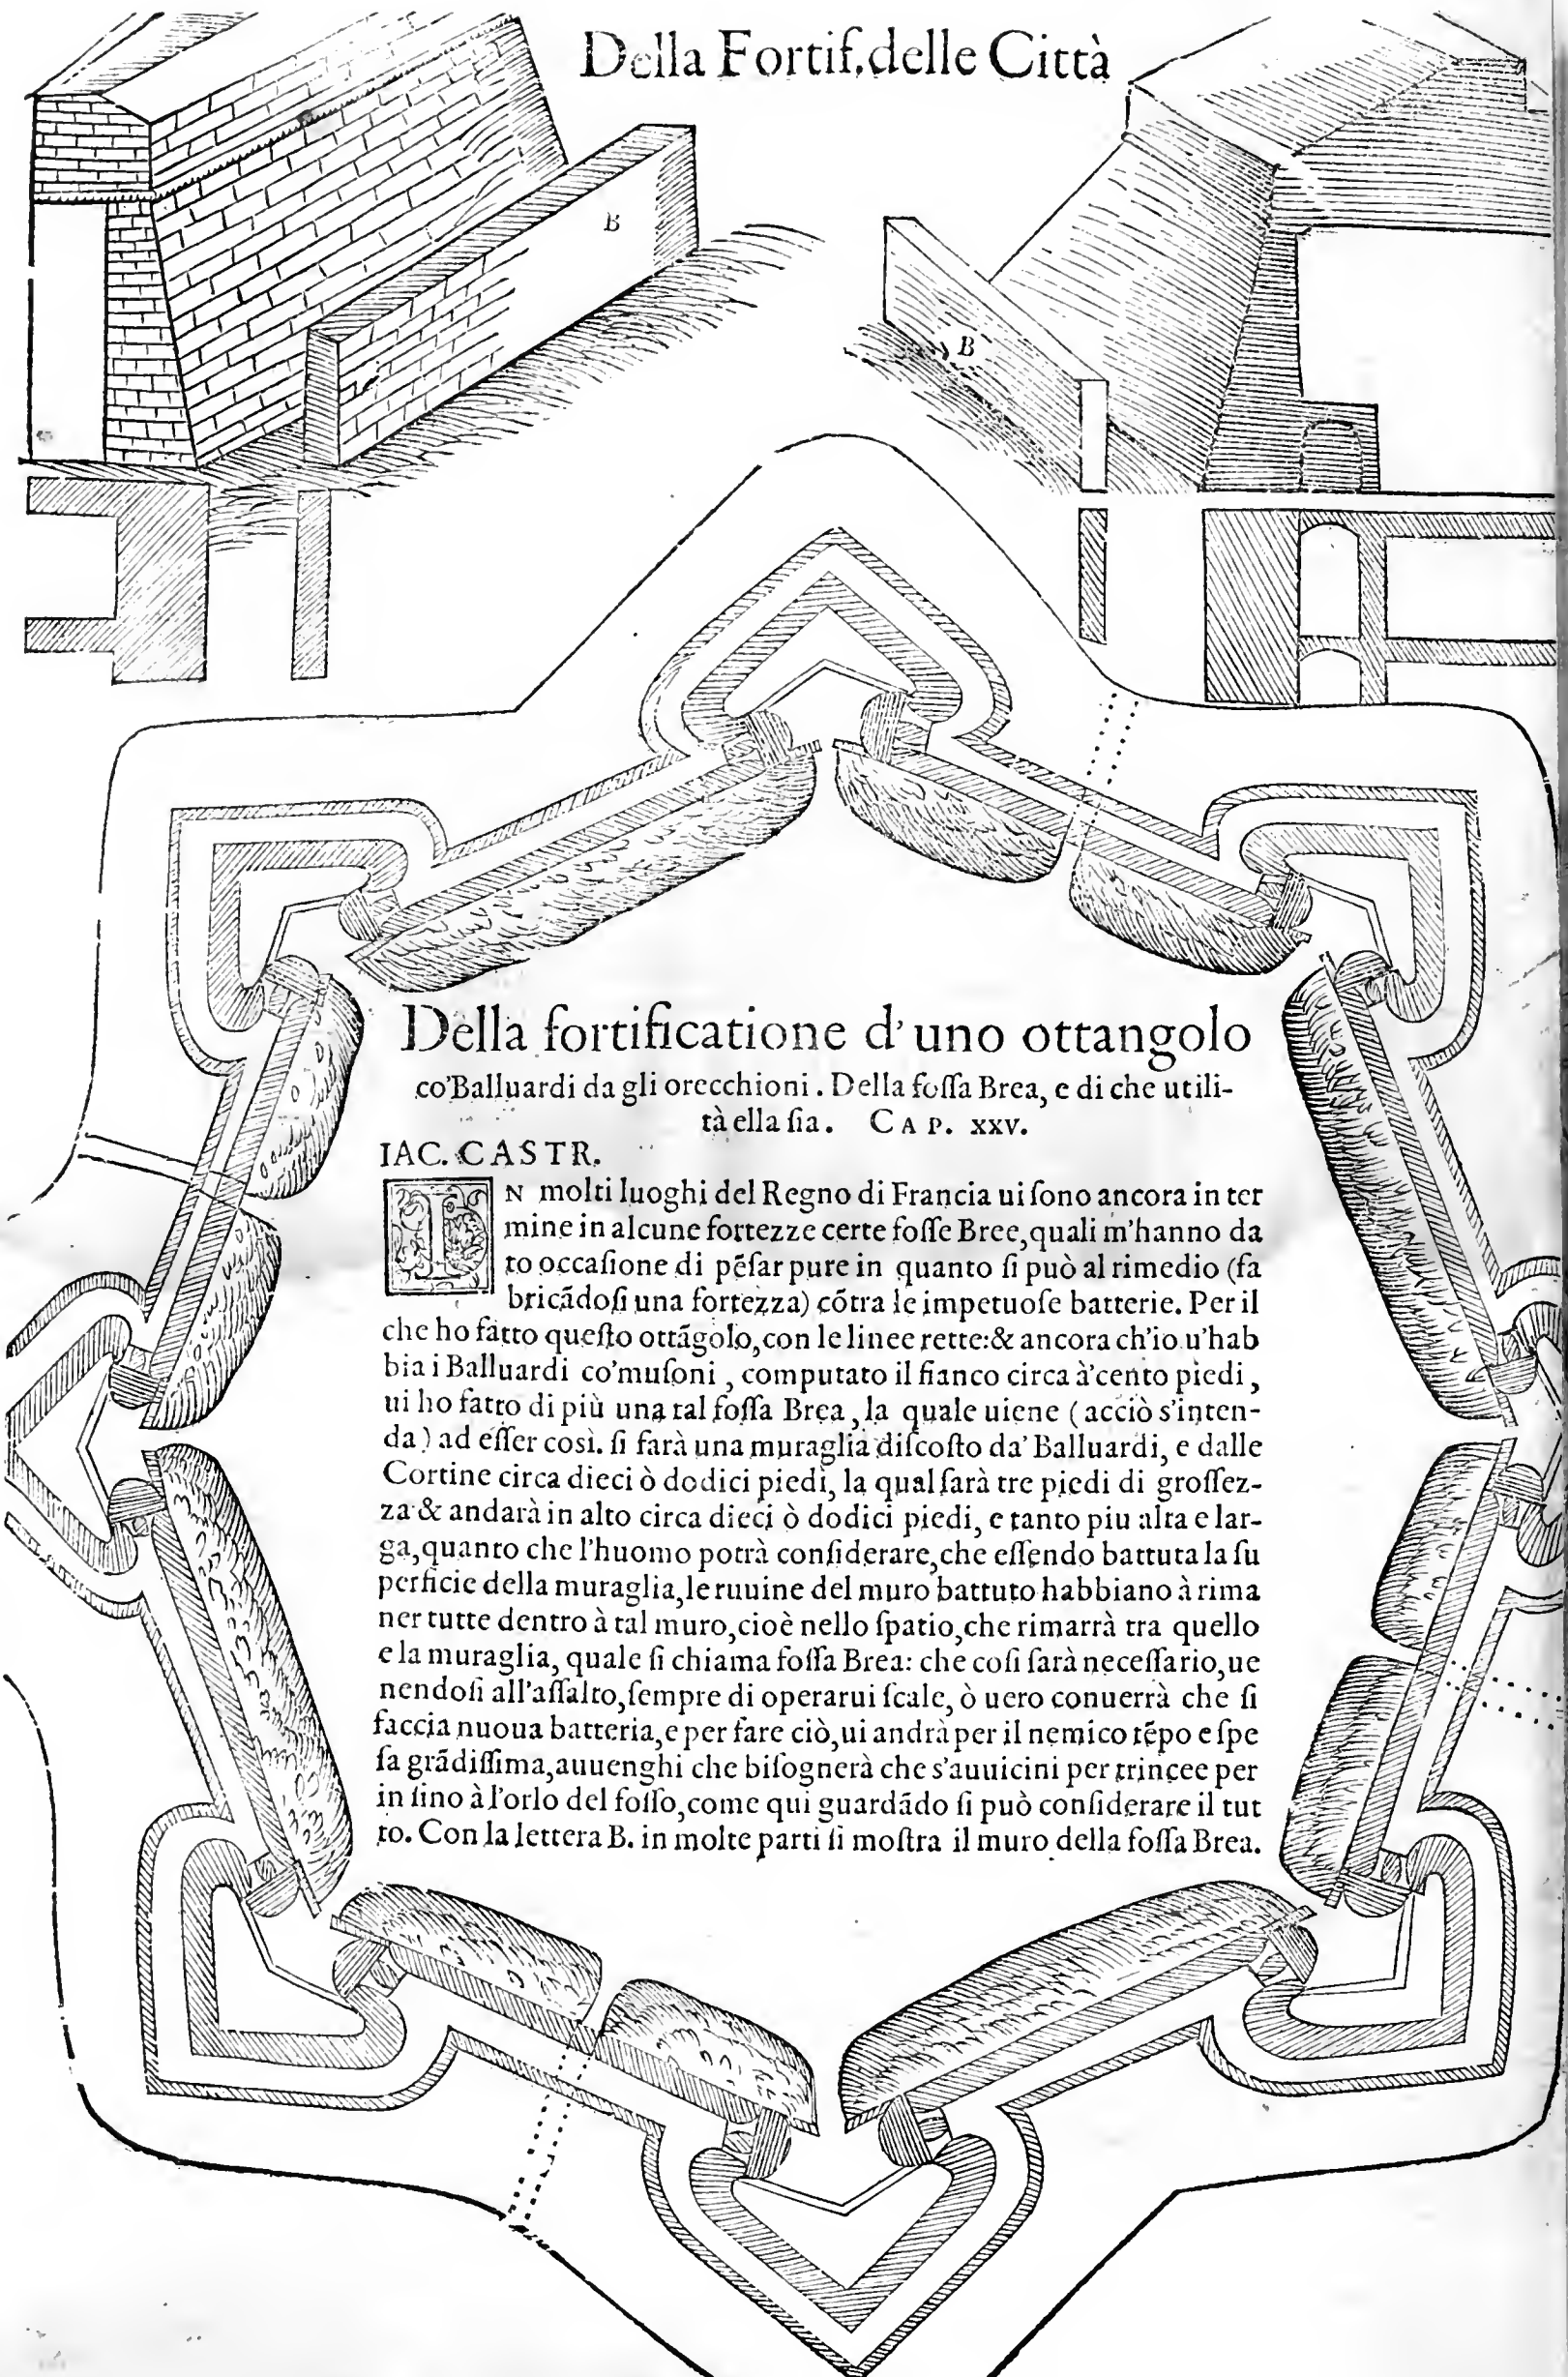 Della Fortif. delle Città
B
B
Della fortificatione d'uno ottangolo
co'Balluardi da gli orecchioni. Della foſſa Brea, e di che utili-
tà ella ſia. CAP. XXV.
IAC. CASTR.
IN molti luoghi del Regno di Francia ui ſono ancora in ter
mine in alcune fortezze certe foſſe Bree, quali m'hanno da
to occaſione di pēſar pure in quanto ſi può al rimedio (fa
bricādoſi una fortezza) cōtra le impetuoſe batterie. Per il
che ho fatto queſto ottāgolo, con le linee rette: & ancora ch'io u'hab
bia i Balluardi co'muſoni, computato il fianco circa à'cento piedi,
ui ho fatto di più una tal foſſa Brea, la quale uiene (acciò s'inten-
da) ad eſſer così. ſi farà una muraglia diſcoſto da' Balluardi, e dalle
Cortine circa dieci ò dodici piedi, la qual ſarà tre piedi di groſſez-
za & andarà in alto circa dieci ò dodici piedi, e tanto piu alta e lar-
ga, quanto che l'huomo potrà conſiderare, che eſſendo battuta la ſu
perficie della muraglia, le ruuine del muro battuto habbiano à rima
ner tutte dentro à tal muro, cioè nello ſpatio, che rimarrà tra quello
e la muraglia, quale ſi chiama foſſa Brea: che coſi ſarà neceſſario, ue
nendoſi all'aſſalto, ſempre di operarui ſcale, ò uero conuerrà che ſi
faccia nuoua batteria, e per fare ciò, ui andrà per il nemico tēpo e ſpe
ſa grādiſſima, auuenghi che biſognerà che s'auuicini per trincee per
in ſino à l'orlo del foſſo, come qui guardādo ſi può conſiderare il tut
to. Con la lettera B. in molte parti ſi moſtra il muro della foſſa Brea.